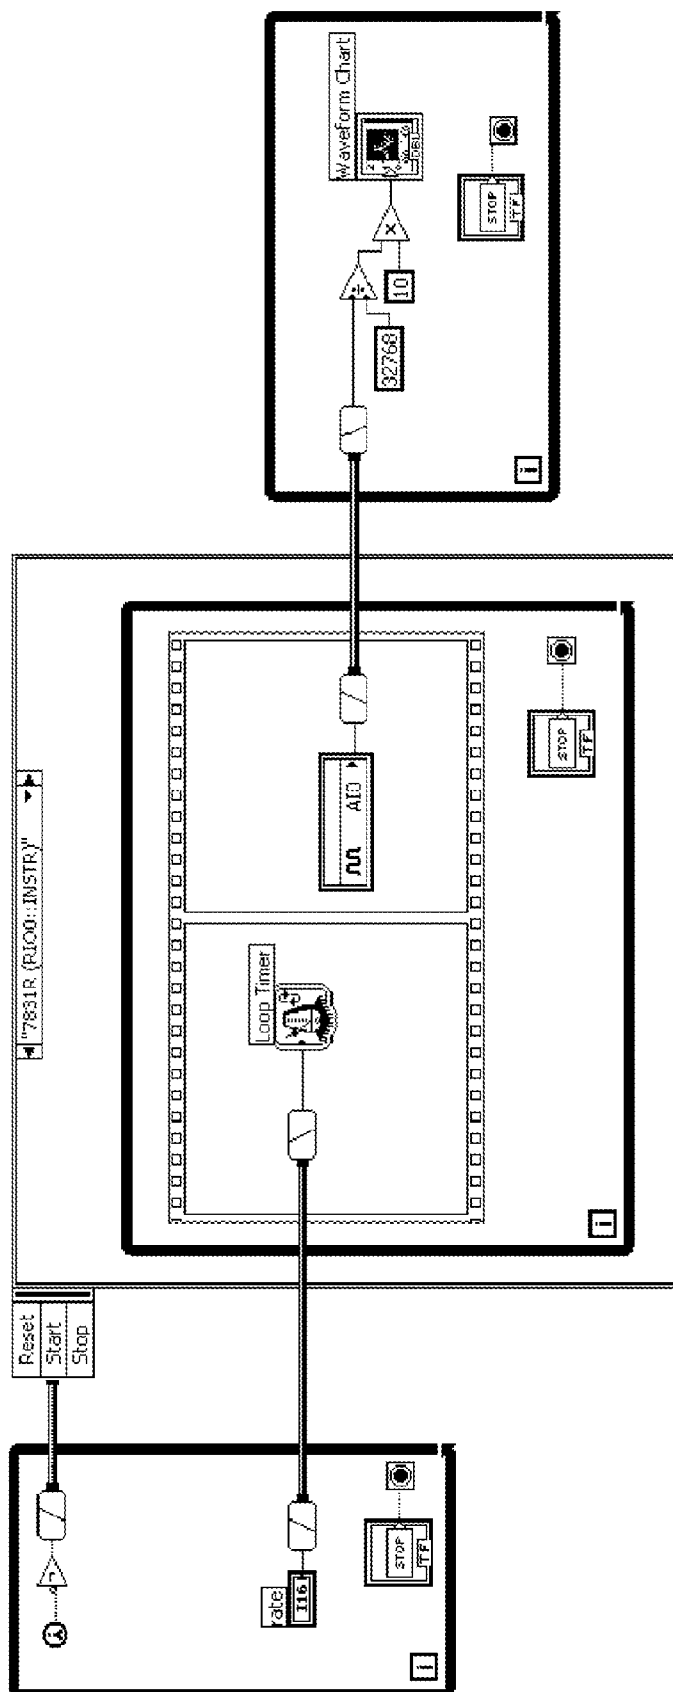 Reset
Start
Stop
rate
I16
STOP
TF
i
"7831R (RIO0::INSTR)"
Loop Timer
AI0
STOP
TF
i
32768
10
Waveform Chart
DBL
STOP
TF
i